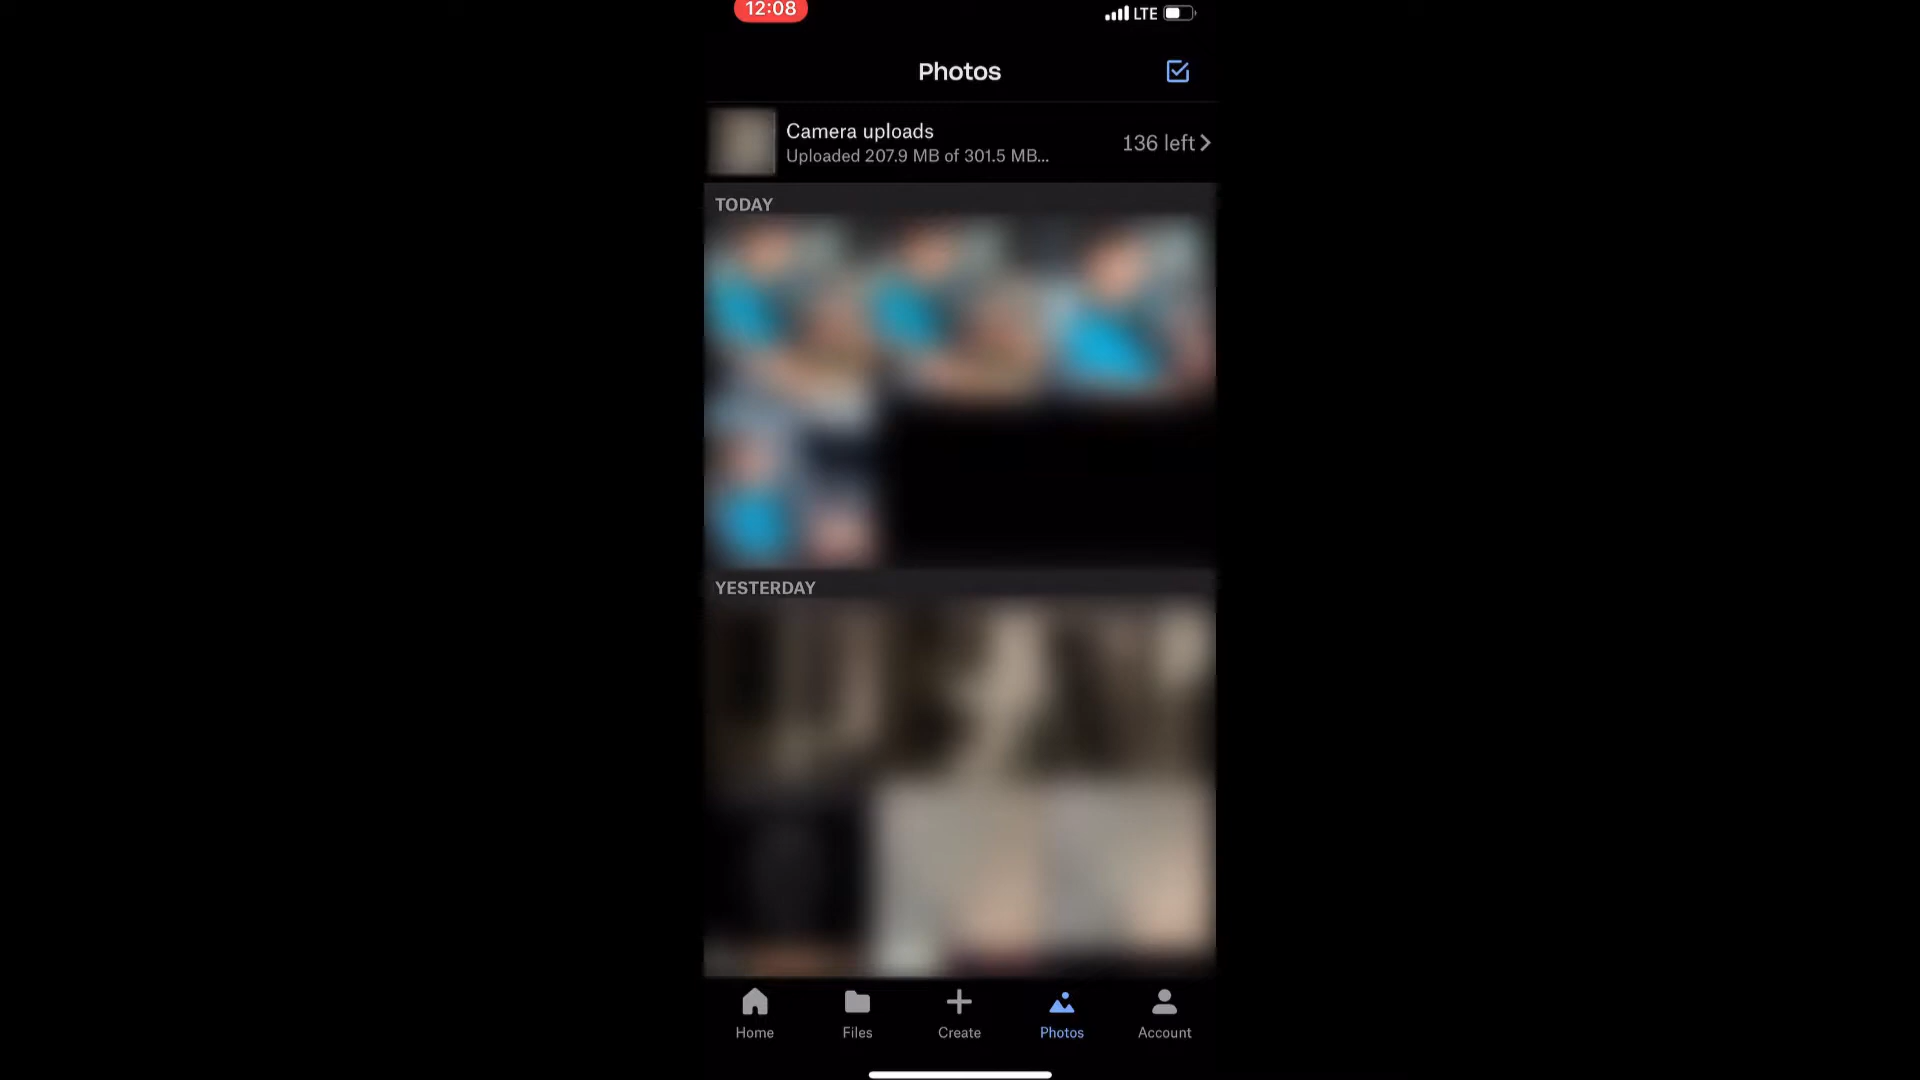 12:08
LTE
Photos
Camera uploads
Uploaded 207.9 MB of 301.5 MB...
136 left
TODAY
YESTERDAY
Home
Files
Create
Photos
Account